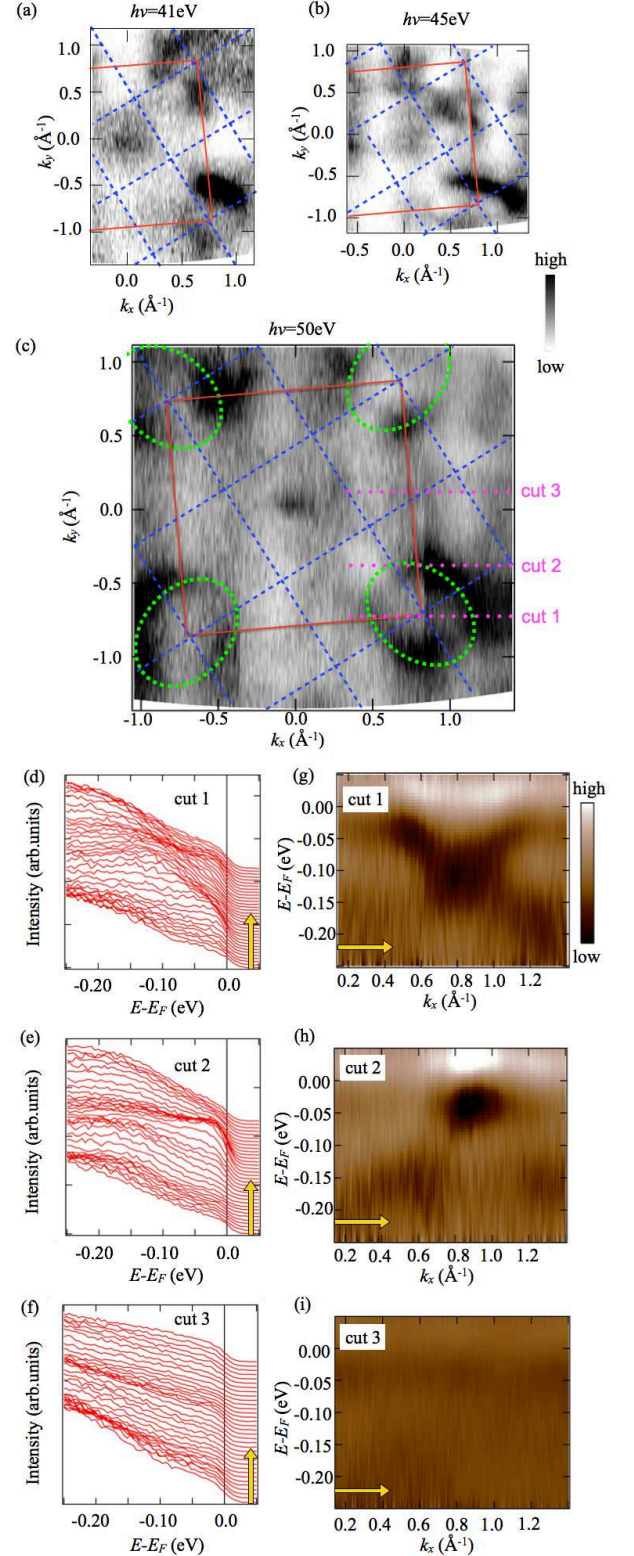 (a)
hν=41eV
1.0
0.5
0.0
-0.5
-1.0
ky (Å-1)
0.0
0.5
1.0
kx (Å-1)
(b)
hν=45eV
1.0
0.5
0.0
-0.5
-1.0
ky (Å-1)
-0.5
0.0
0.5
1.0
kx (Å-1)
high
low
(c)
hν=50eV
1.0
0.5
0.0
-0.5
-1.0
ky (Å-1)
cut 3
cut 2
cut 1
-1.0
-0.5
0.0
0.5
1.0
kx (Å-1)
(d)
cut 1
Intensity (arb.units)
-0.20
-0.10
0.0
E-EF (eV)
(g)
cut 1
0.00
-0.05
-0.10
-0.15
-0.20
E-EF (eV)
0.2 0.4 0.6 0.8 1.0 1.2
kx (Å-1)
high
low
(e)
cut 2
Intensity (arb.units)
-0.20
-0.10
0.0
E-EF (eV)
(h)
cut 2
0.00
-0.05
-0.10
-0.15
-0.20
E-EF (eV)
0.2 0.4 0.6 0.8 1.0 1.2
kx (Å-1)
(f)
cut 3
Intensity (arb.units)
-0.20
-0.10
0.0
E-EF (eV)
(i)
cut 3
0.00
-0.05
-0.10
-0.15
-0.20
E-EF (eV)
0.2 0.4 0.6 0.8 1.0 1.2
kx (Å-1)